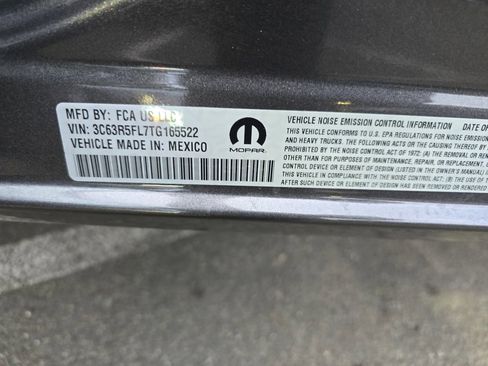 MFD BY: FCA US LLC
VIN: 3C63R5FL7TG165522
VEHICLE MADE IN: MEXICO
MOPAR
VEHICLE NOISE EMISSION CONTROL INFORMATION DATE OF
THIS VEHICLE CONFORMS TO U.S. EPA REGULATIONS FOR NOISE EMISSION
AND HEAVY TRUCKS. THE FOLLOWING ACTS OR THE CAUSING THEREOF BY
PROHIBITED BY THE NOISE CONTROL ACT OF 1972: (A) THE REMOVAL OR REN
OTHER THAN FOR PURPOSES OF MAINTENANCE, REPAIR, OR REPLACEMENT, O
CONTROL DEVICE OR ELEMENT OF DESIGN (LISTED IN THE OWNER'S MANUAL)
THIS VEHICLE IN COMPLIANCE WITH THE NOISE CONTROL ACT; (B) THE USE OF T
AFTER SUCH DEVICE OR ELEMENT OF DESIGN HAS BEEN REMOVED OR RENDERED